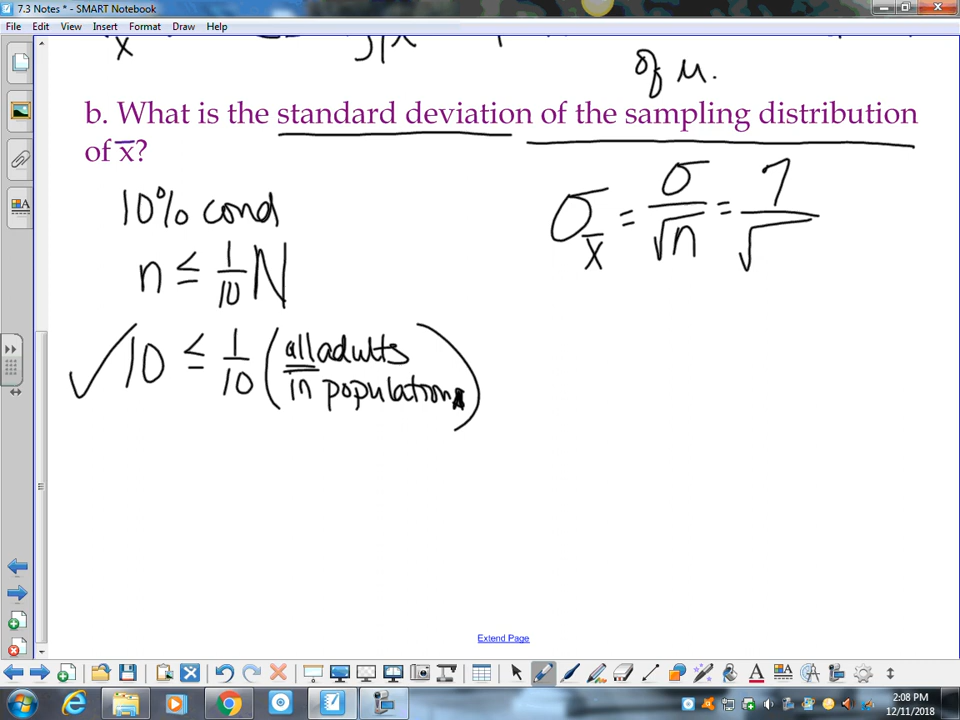 7.3 Notes * - SMART Notebook
File Edit View Insert Format Draw Help
x̄
of μ.
b. What is the standard deviation of the sampling distribution
of x̄?
10% cond
n ≤ 1/10 N
σx̄ = σ/√n = 7/√
✓ 10 ≤ 1/10 (all adults
in population)
Extend Page
2:08 PM
12/11/2018